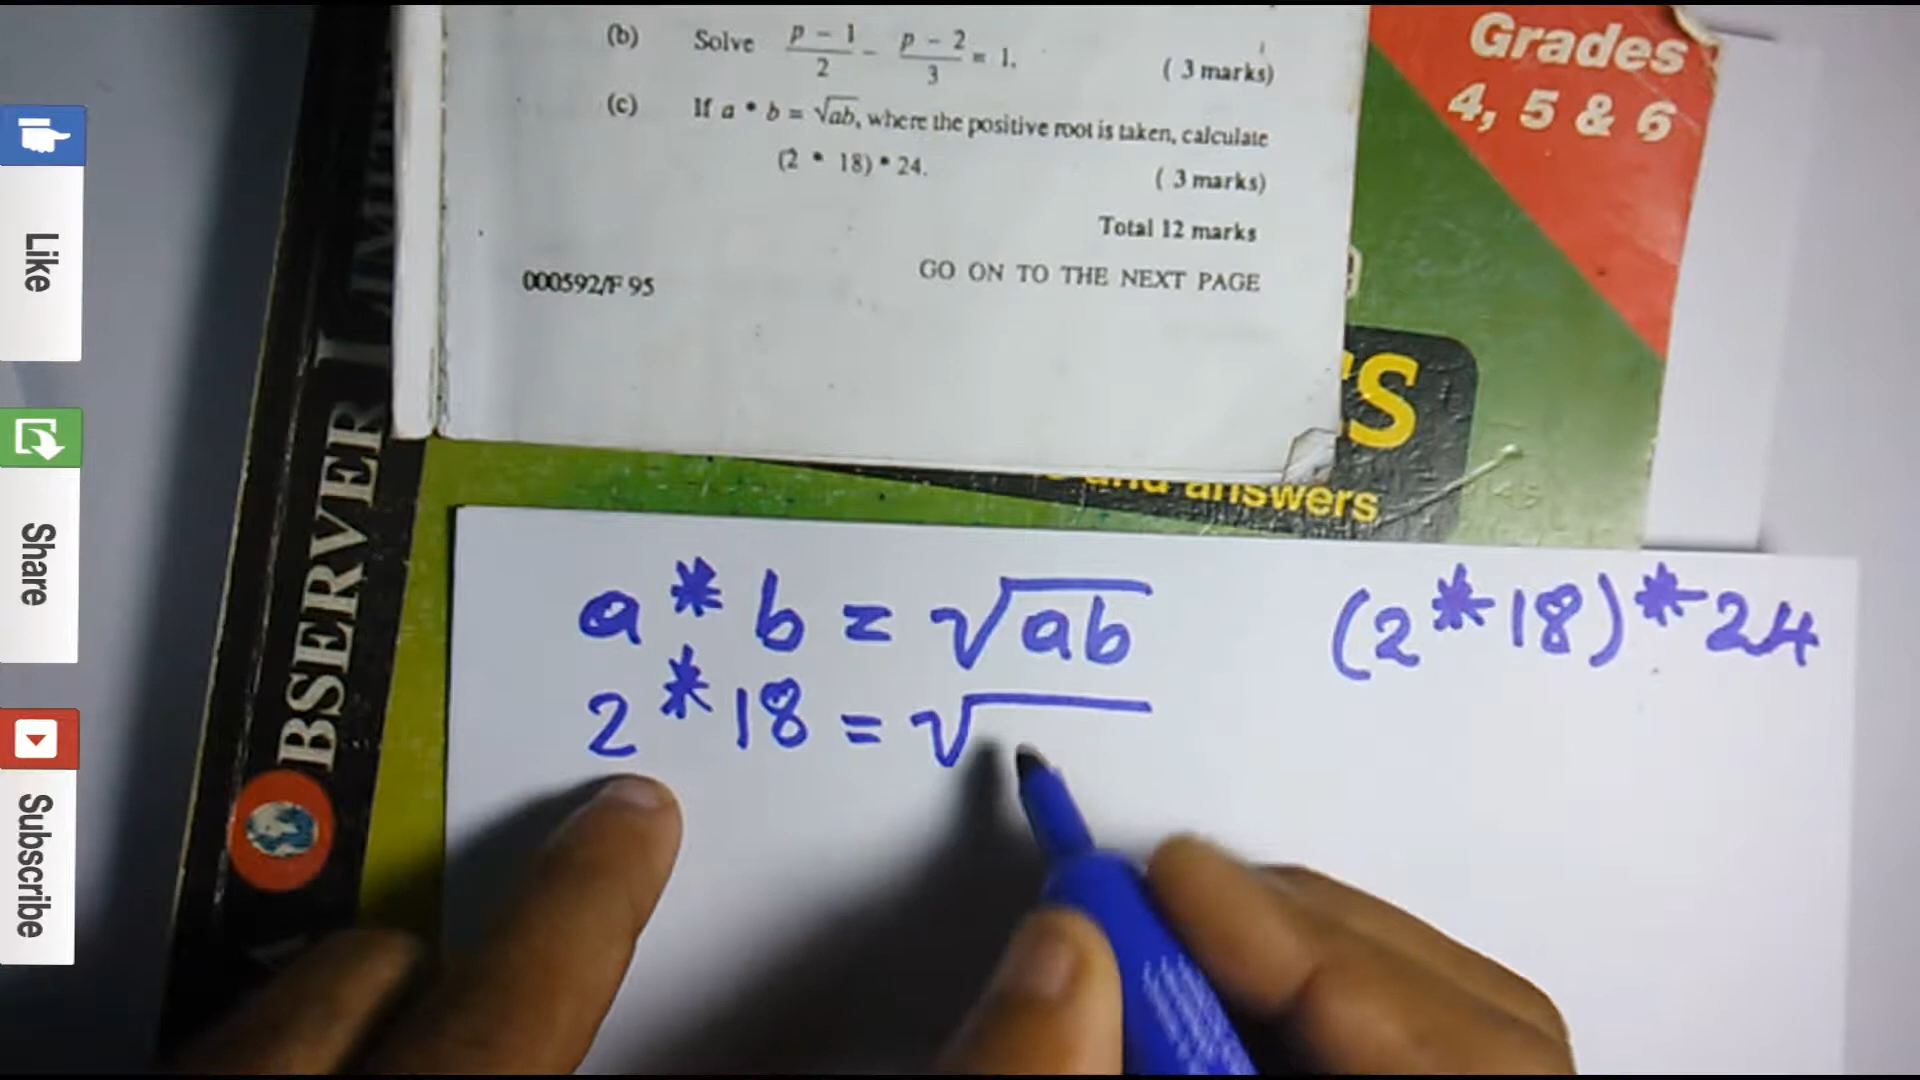 (b) Solve p - 1/2 - p - 2/3 = 1. ( 3 marks)
(c) If a * b = √ab, where the positive root is taken, calculate
(2 * 18) * 24. ( 3 marks)
Total 12 marks
GO ON TO THE NEXT PAGE
000592/F 95
Grades
4, 5 & 6
and answers
OBSERVER
Like
Share
Subscribe
a * b = √ab
(2 * 18) * 24
2 * 18 = √